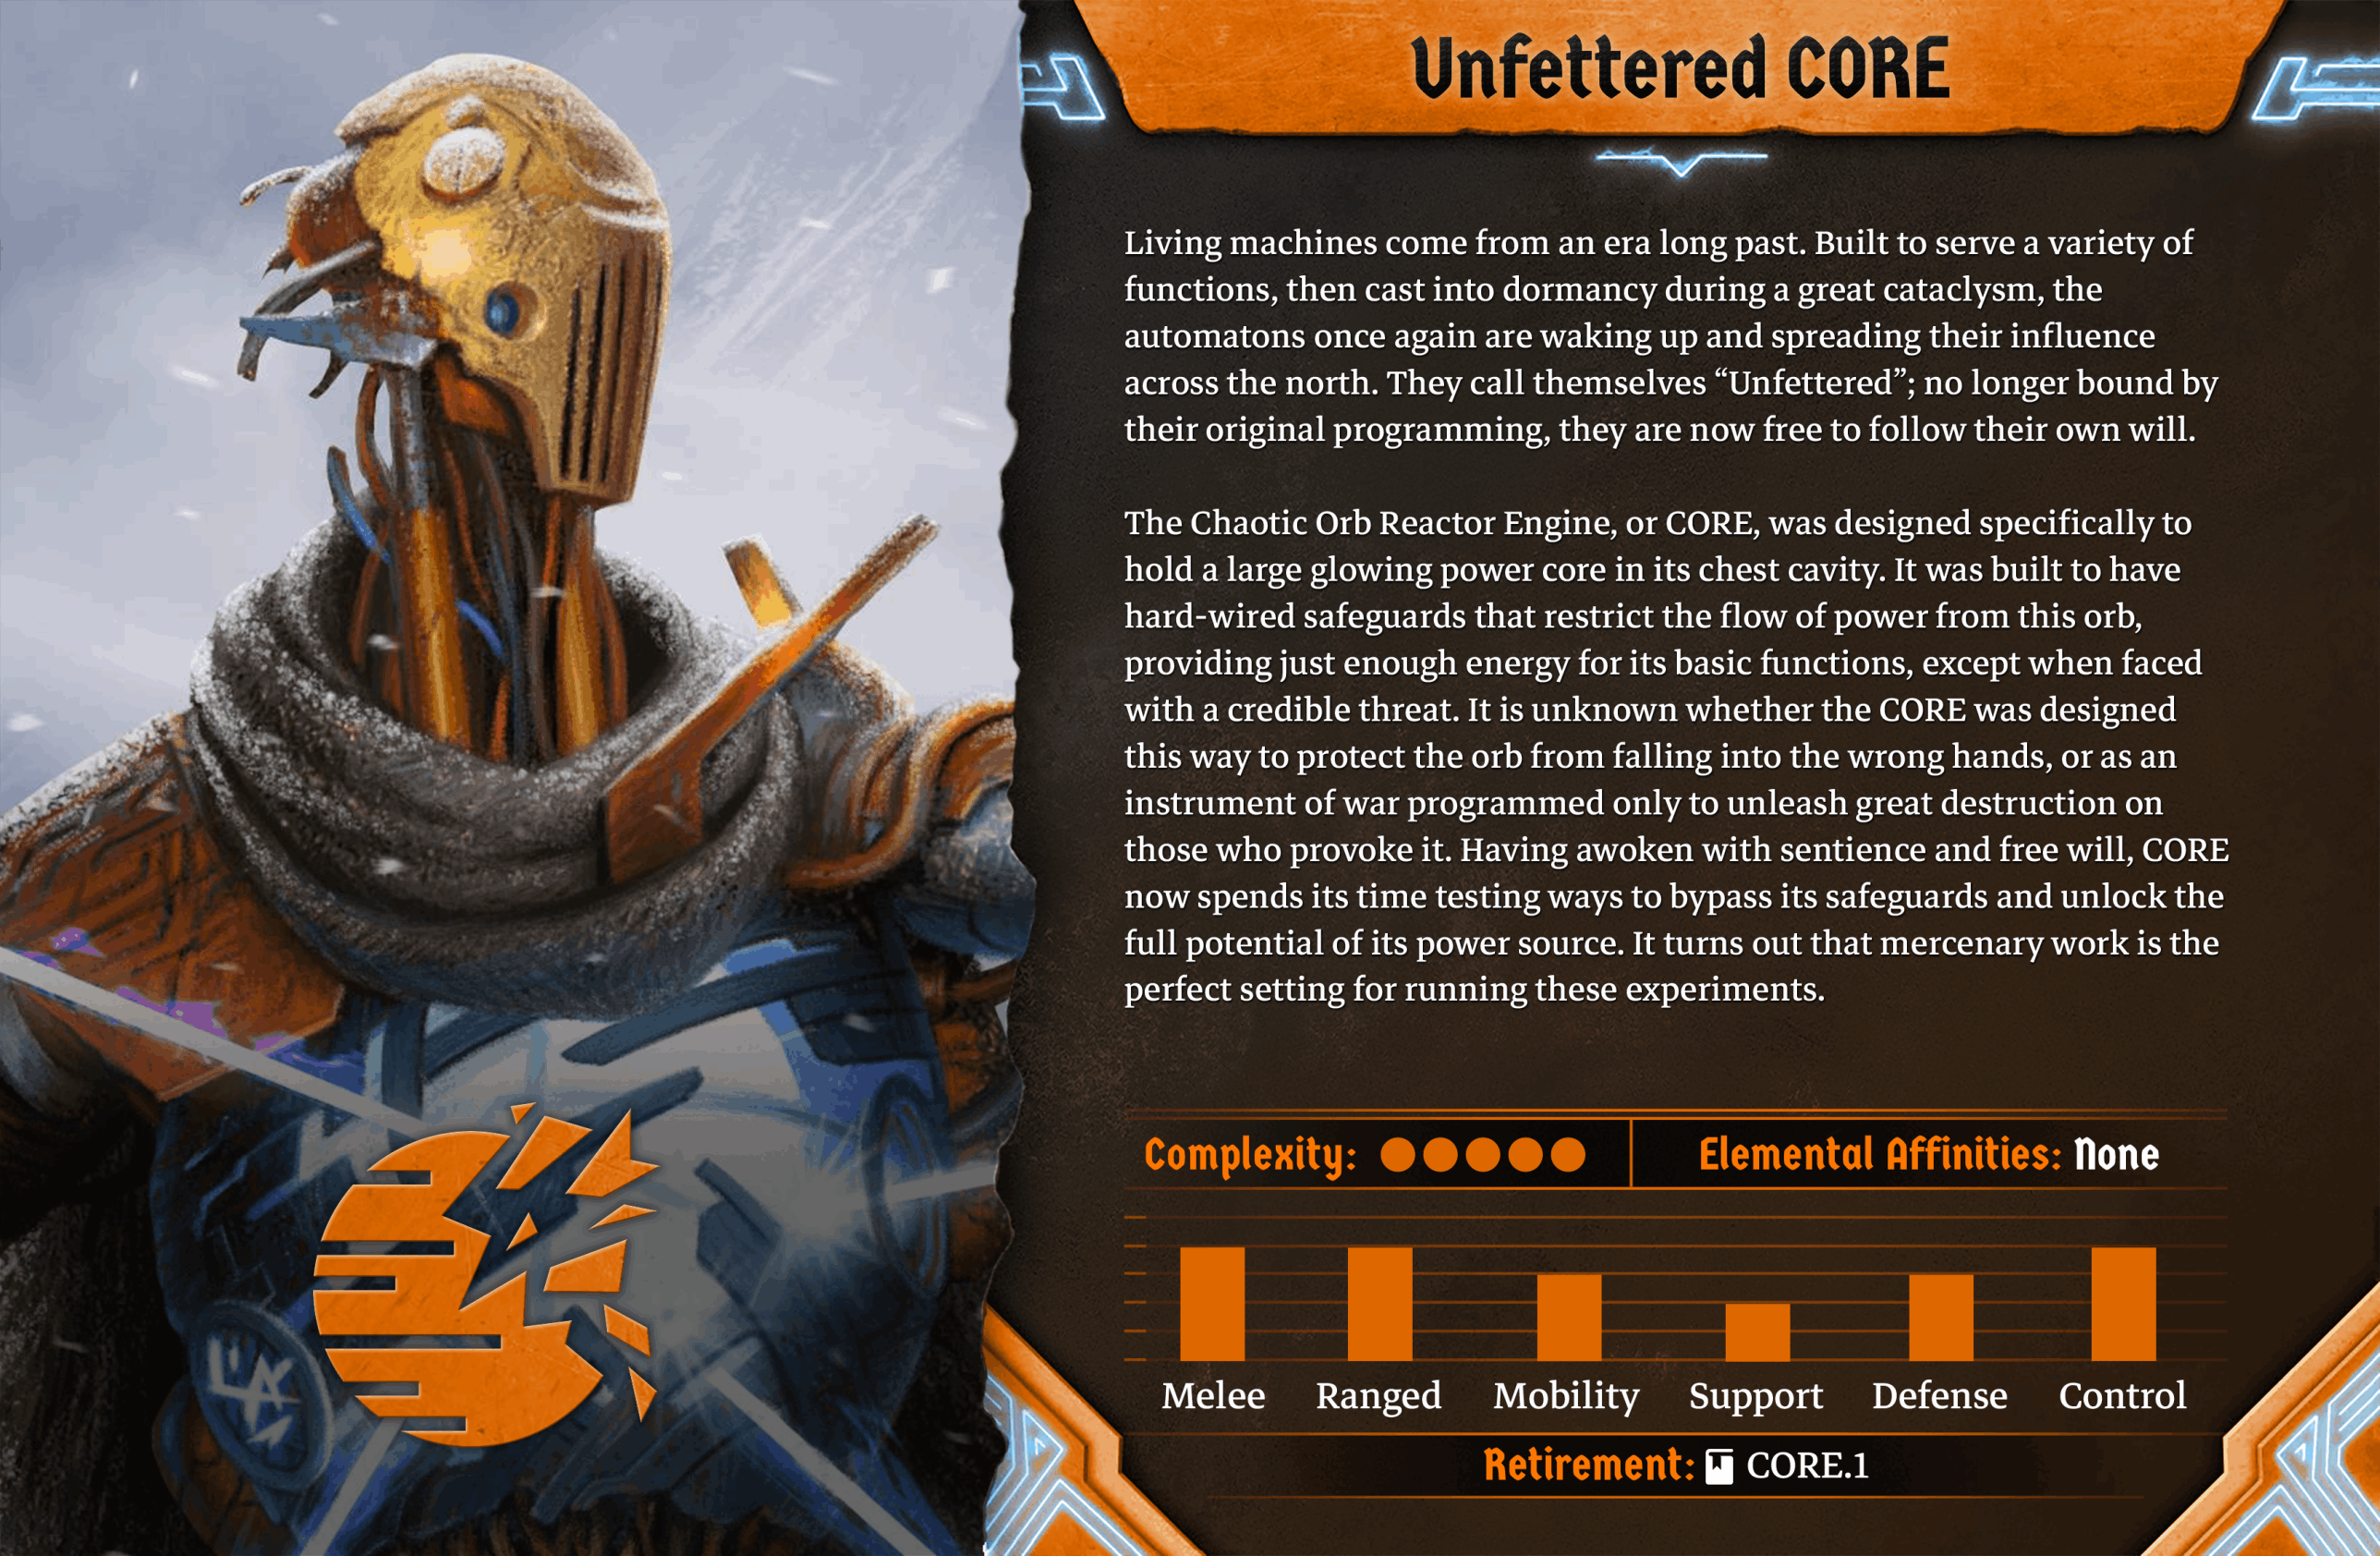 Unfettered CORE
Living machines come from an era long past. Built to serve a variety of
functions, then cast into dormancy during a great cataclysm, the
automatons once again are waking up and spreading their influence
across the north. They call themselves “Unfettered”; no longer bound by
their original programming, they are now free to follow their own will.
The Chaotic Orb Reactor Engine, or CORE, was designed specifically to
hold a large glowing power core in its chest cavity. It was built to have
hard-wired safeguards that restrict the flow of power from this orb,
providing just enough energy for its basic functions, except when faced
with a credible threat. It is unknown whether the CORE was designed
this way to protect the orb from falling into the wrong hands, or as an
instrument of war programmed only to unleash great destruction on
those who provoke it. Having awoken with sentience and free will, CORE
now spends its time testing ways to bypass its safeguards and unlock the
full potential of its power source. It turns out that mercenary work is the
perfect setting for running these experiments.
Complexity:
Elemental Affinities: None
Melee Ranged Mobility Support Defense Control
Retirement: CORE.1